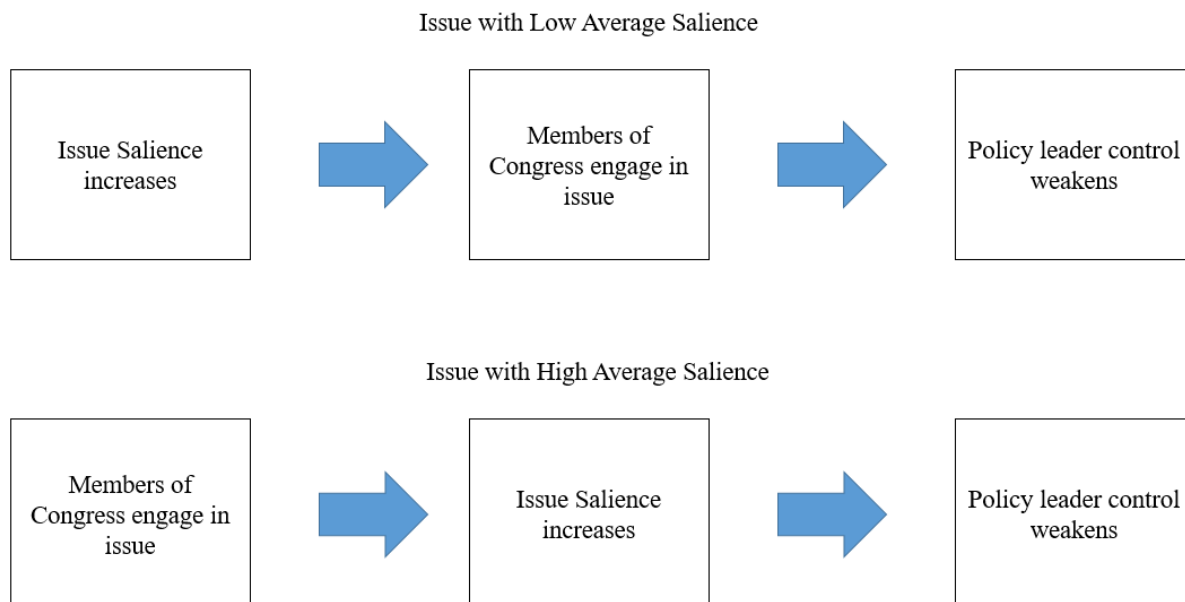 Issue with Low Average Salience
Issue Salience
increases
Members of
Congress engage in
issue
Policy leader control
weakens
Issue with High Average Salience
Members of
Congress engage in
issue
Issue Salience
increases
Policy leader control
weakens